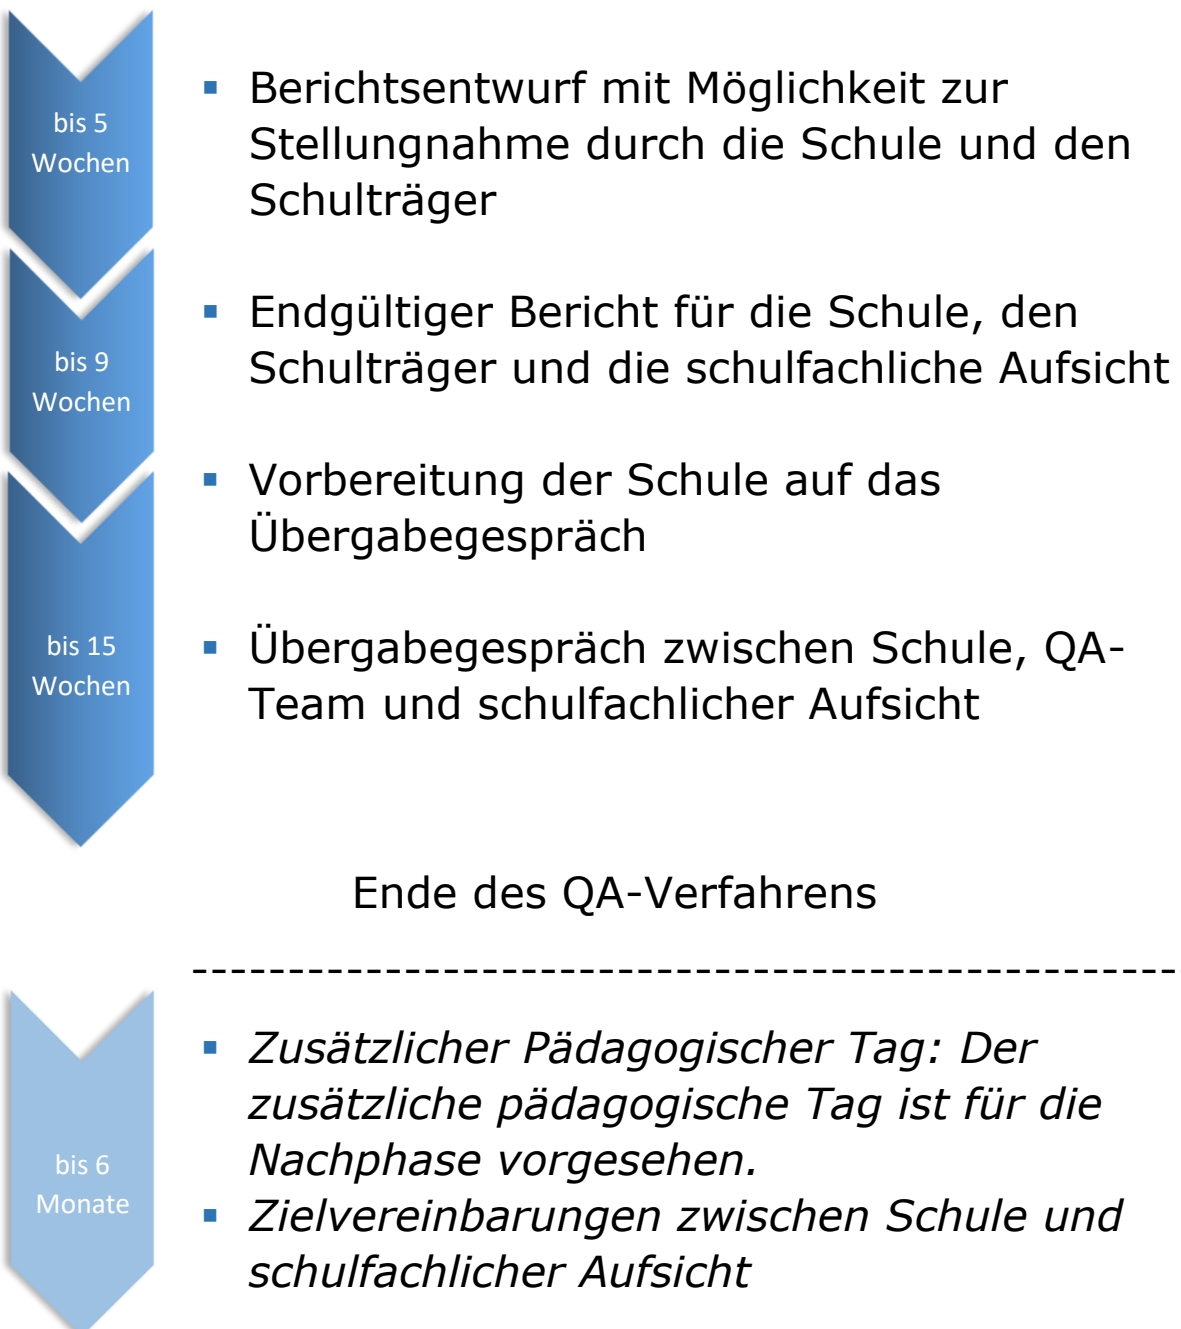 bis 5
Wochen
▪ Berichtsentwurf mit Möglichkeit zur
Stellungnahme durch die Schule und den
Schulträger
bis 9
Wochen
▪ Endgültiger Bericht für die Schule, den
Schulträger und die schulfachliche Aufsicht
▪ Vorbereitung der Schule auf das
Übergabegespräch
bis 15
Wochen
▪ Übergabegespräch zwischen Schule, QA-
Team und schulfachlicher Aufsicht
Ende des QA-Verfahrens
---------------------------------------------------
bis 6
Monate
▪ Zusätzlicher Pädagogischer Tag: Der
zusätzliche pädagogische Tag ist für die
Nachphase vorgesehen.
▪ Zielvereinbarungen zwischen Schule und
schulfachlicher Aufsicht